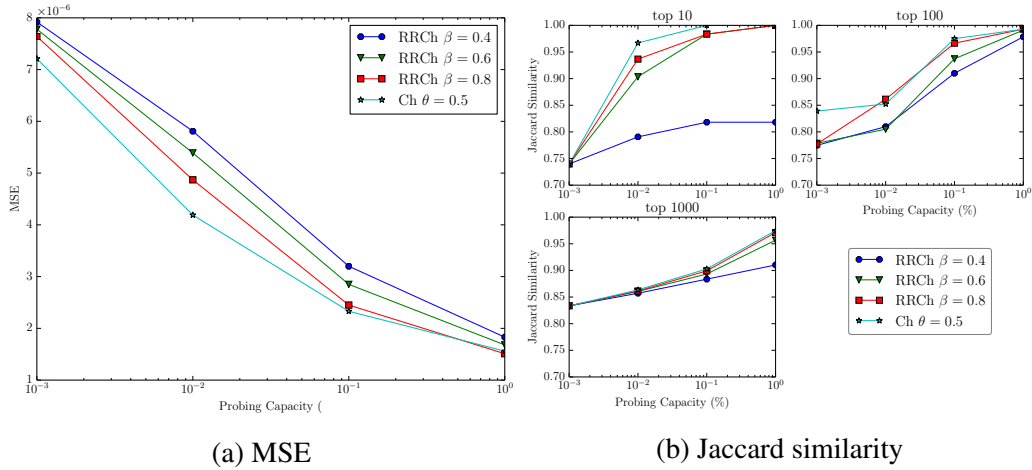 ×10⁻⁶
8
7
6
5
4
3
2
1
MSE
10⁻³
10⁻²
10⁻¹
10⁰
Probing Capacity (
RRCh β = 0.4
RRCh β = 0.6
RRCh β = 0.8
Ch θ = 0.5
(a) MSE
top 10
1.00
0.95
0.90
0.85
0.80
0.75
0.70
Jaccard Similarity
10⁻³
10⁻²
10⁻¹
10⁰
top 100
1.00
0.95
0.90
0.85
0.80
0.75
0.70
10⁻³
10⁻²
10⁻¹
10⁰
Probing Capacity (%)
top 1000
1.00
0.95
0.90
0.85
0.80
0.75
0.70
Jaccard Similarity
10⁻³
10⁻²
10⁻¹
10⁰
Probing Capacity (%)
RRCh β = 0.4
RRCh β = 0.6
RRCh β = 0.8
Ch θ = 0.5
(b) Jaccard similarity